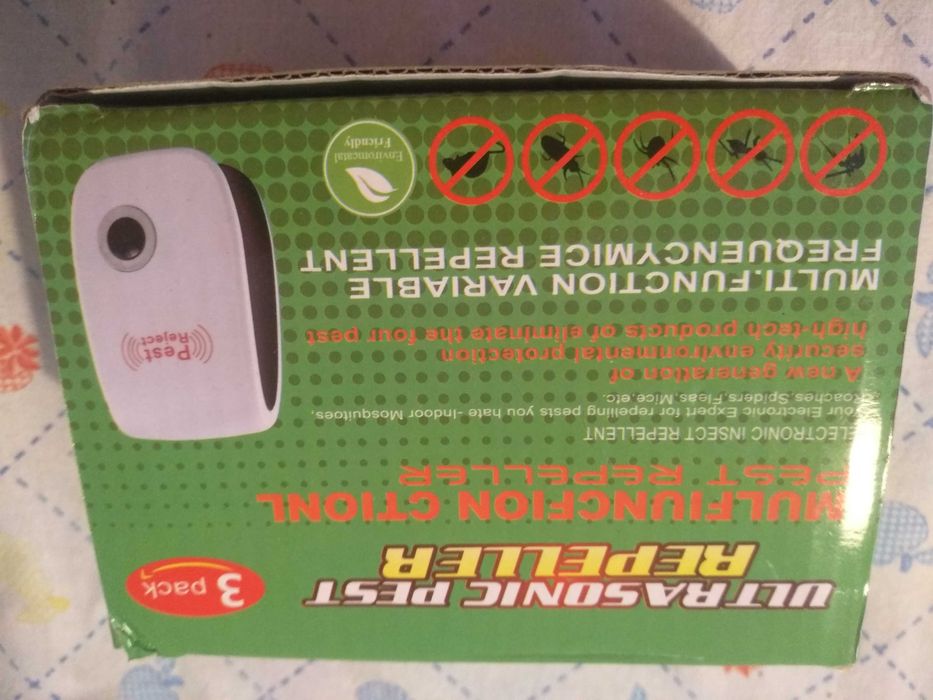 ULTRASONIC PEST
REPELLER
3 pack
MULFIUNCFION CTIONL
PEST REPELLER
ELECTRONIC INSECT REPELLENT
Your Electronic Expert for repelling pests you hate -Indoor Mosquitoes,
Roaches,Spiders,Fleas,Mice,etc.
A new generation of
security environmental protection
high-tech products of eliminate the four pest
MULTI.FUNCTION VARIABLE
FREQUENCYMICE REPELLENT
Pest
Reject
Enviromental
Friendly